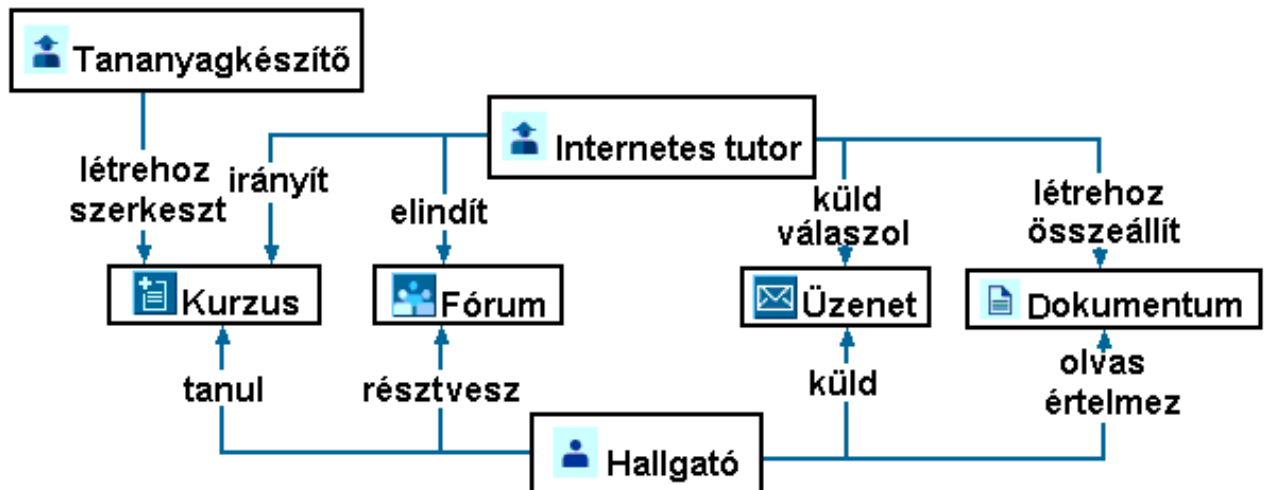 Tananyagkészítő
Internetes tutor
létrehoz
szerkeszt
irányít
elindít
küld
válaszol
létrehoz
összeállít
Kurzus
Fórum
Üzenet
Dokumentum
tanul
résztvesz
küld
olvas
értelmez
Hallgató